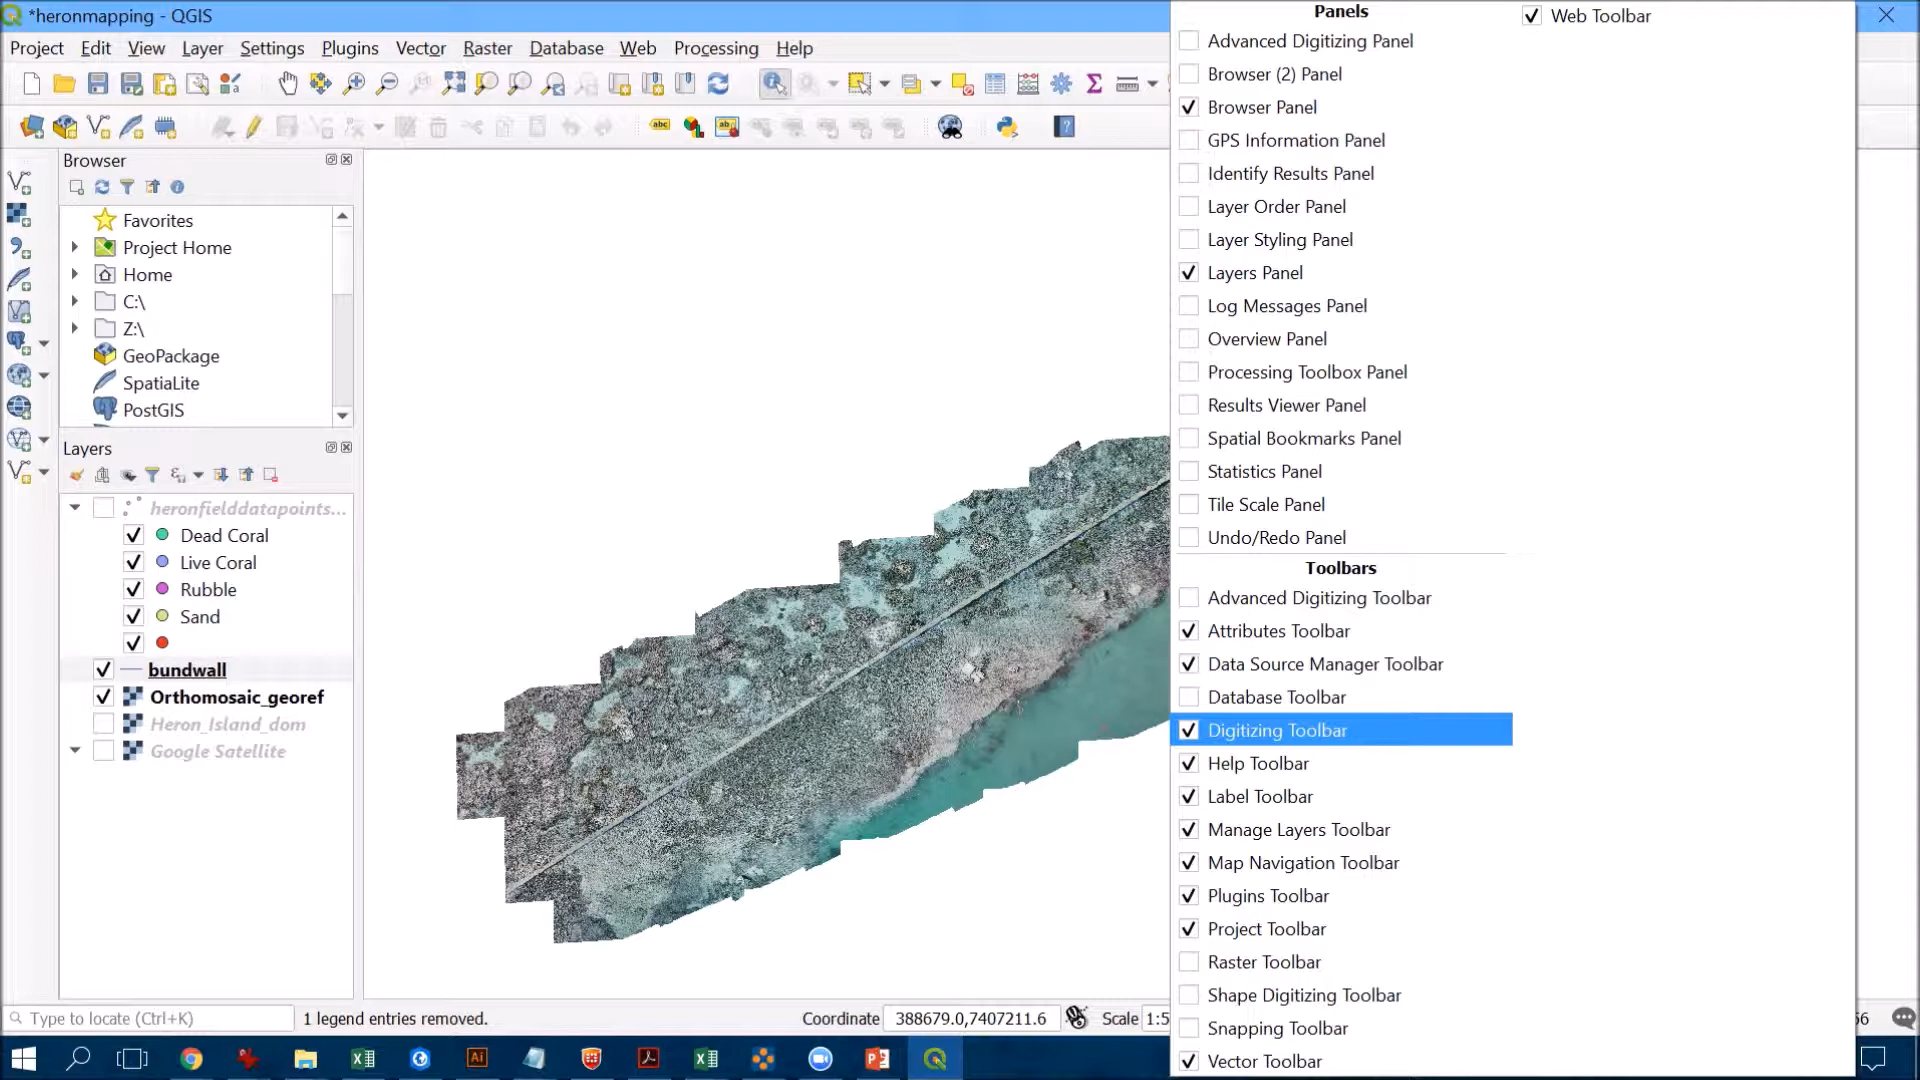 *heronmapping - QGIS
Project Edit View Layer Settings Plugins Vector Raster Database Web Processing Help
Browser
Favorites
Project Home
Home
C:\
Z:\
GeoPackage
SpatiaLite
PostGIS
Layers
heronfielddatapoints...
Dead Coral
Live Coral
Rubble
Sand
bundwall
Orthomosaic_georef
Heron_Island_dom
Google Satellite
Panels
Advanced Digitizing Panel
Browser (2) Panel
Browser Panel
GPS Information Panel
Identify Results Panel
Layer Order Panel
Layer Styling Panel
Layers Panel
Log Messages Panel
Overview Panel
Processing Toolbox Panel
Results Viewer Panel
Spatial Bookmarks Panel
Statistics Panel
Tile Scale Panel
Undo/Redo Panel
Toolbars
Advanced Digitizing Toolbar
Attributes Toolbar
Data Source Manager Toolbar
Database Toolbar
Digitizing Toolbar
Help Toolbar
Label Toolbar
Manage Layers Toolbar
Map Navigation Toolbar
Plugins Toolbar
Project Toolbar
Raster Toolbar
Shape Digitizing Toolbar
Snapping Toolbar
Vector Toolbar
Web Toolbar
Type to locate (Ctrl+K) 1 legend entries removed. Coordinate 388679.0,7407211.6 Scale 1:5 56